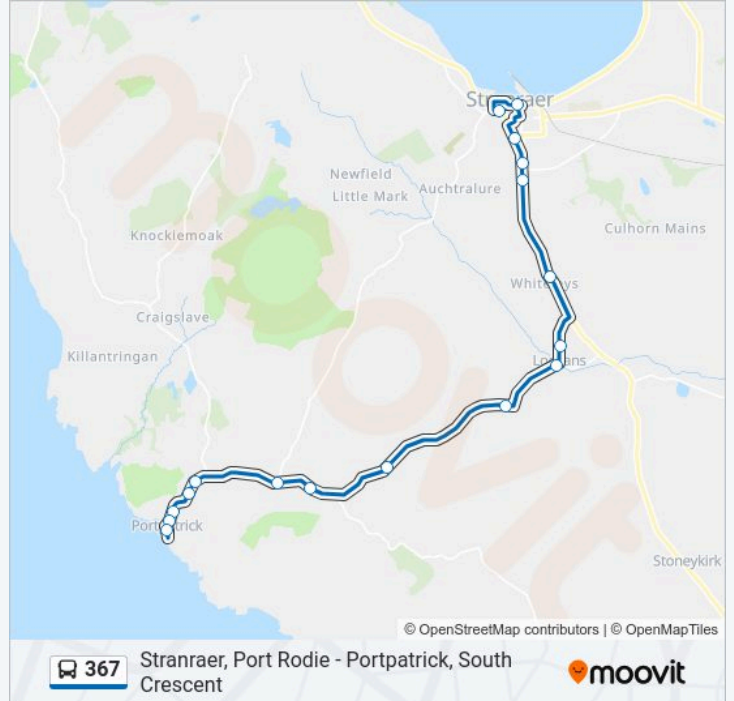 Stranraer
Newfield
Little Mark
Auchtralure
Culhorn Mains
Knockiemoak
Craigslave
Killantringan
Portpatrick
Stoneykirk
© OpenStreetMap contributors | © OpenMapTiles
367
Stranraer, Port Rodie - Portpatrick, South
Crescent
moovit
moovit